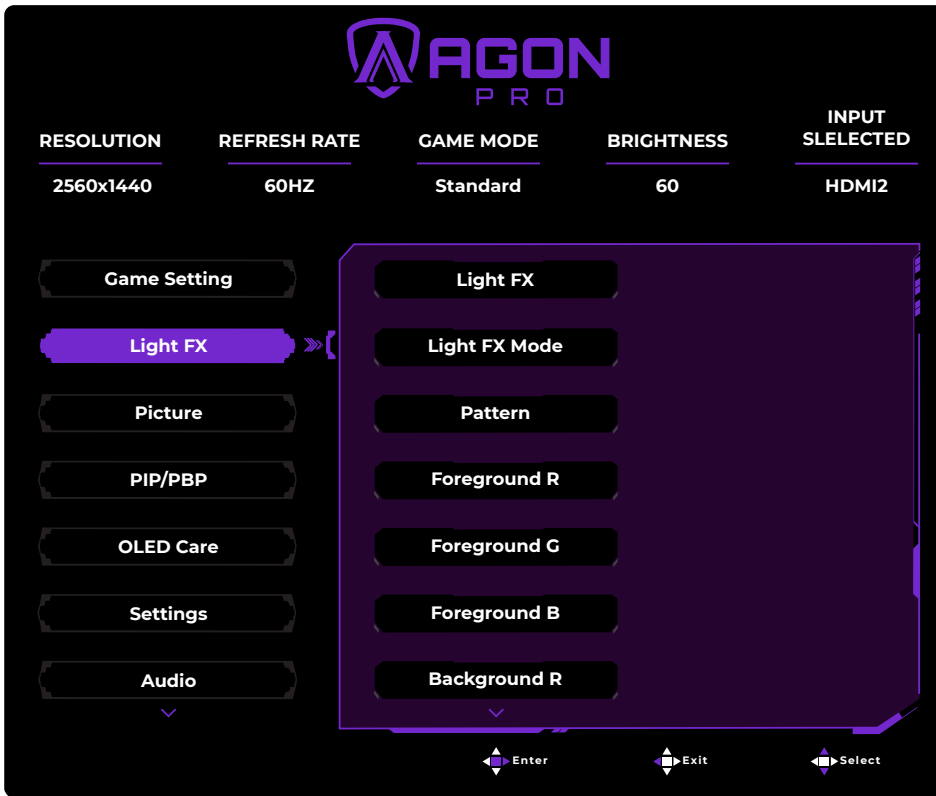 AGON
PRO
RESOLUTION
REFRESH RATE
GAME MODE
BRIGHTNESS
INPUT
SLELECTED
2560x1440
60HZ
Standard
60
HDMI2
Game Setting
Light FX
Picture
PIP/PBP
OLED Care
Settings
Audio
Light FX
Light FX Mode
Pattern
Foreground R
Foreground G
Foreground B
Background R
Enter
Exit
Select